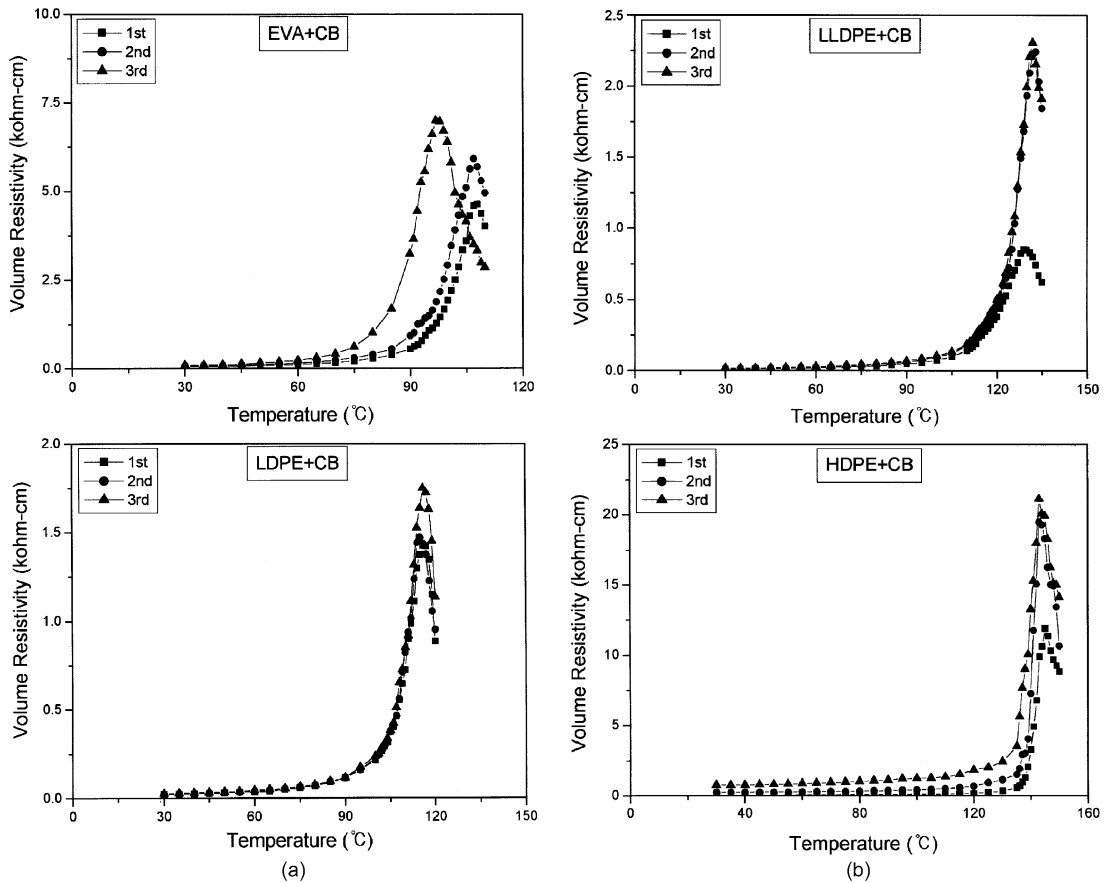 EVA+CB
1st
2nd
3rd
10.0
7.5
5.0
2.5
0.0
0
30
60
90
120
Volume Resistivity (kohm-cm)
Temperature (℃)
LLDPE+CB
1st
2nd
3rd
2.5
2.0
1.5
1.0
0.5
0.0
0
30
60
90
120
150
Volume Resistivity (kohm-cm)
Temperature (℃)
LDPE+CB
1st
2nd
3rd
2.0
1.5
1.0
0.5
0.0
0
30
60
90
120
150
Volume Resistivity (kohm-cm)
Temperature (℃)
(a)
HDPE+CB
1st
2nd
3rd
25
20
15
10
5
0
0
20
40
60
80
100
120
140
160
Volume Resistivity (kohm-cm)
Temperature (℃)
(b)